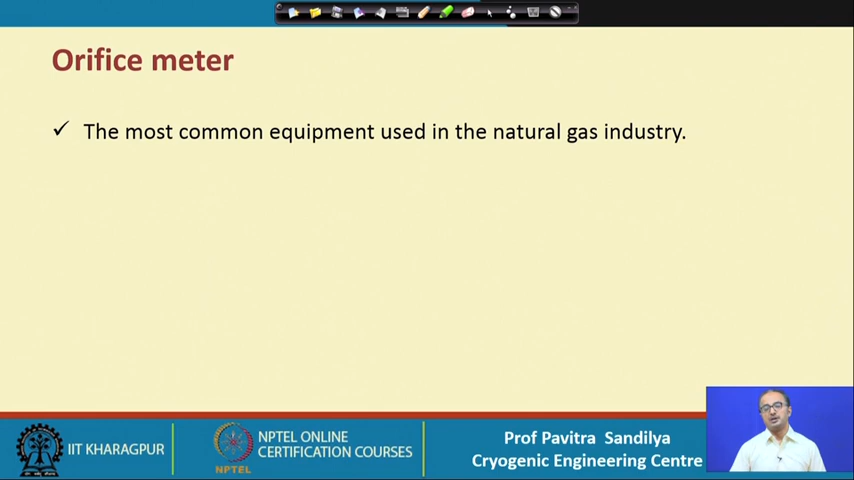 Orifice meter
✓ The most common equipment used in the natural gas industry.
IIT KHARAGPUR
NPTEL
NPTEL ONLINE
CERTIFICATION COURSES
Prof Pavitra Sandilya
Cryogenic Engineering Centre